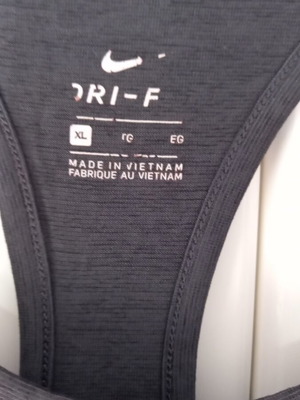 DRI-F
XL TG EG
MADE IN VIETNAM
FABRIQUE AU VIETNAM